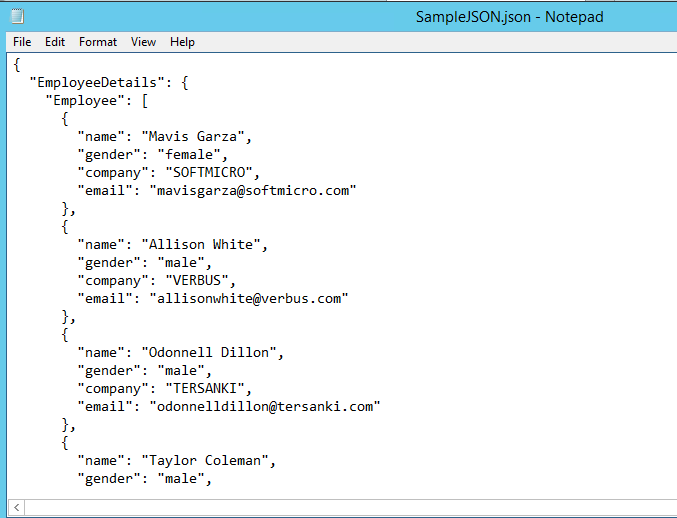 SampleJSON.json - Notepad
File Edit Format View Help
{
  "EmployeeDetails": {
    "Employee": [
      {
        "name": "Mavis Garza",
        "gender": "female",
        "company": "SOFTMICRO",
        "email": "mavisgarza@softmicro.com"
      },
      {
        "name": "Allison White",
        "gender": "male",
        "company": "VERBUS",
        "email": "allisonwhite@verbus.com"
      },
      {
        "name": "Odonnell Dillon",
        "gender": "male",
        "company": "TERSANKI",
        "email": "odonnelldillon@tersanki.com"
      },
      {
        "name": "Taylor Coleman",
        "gender": "male",